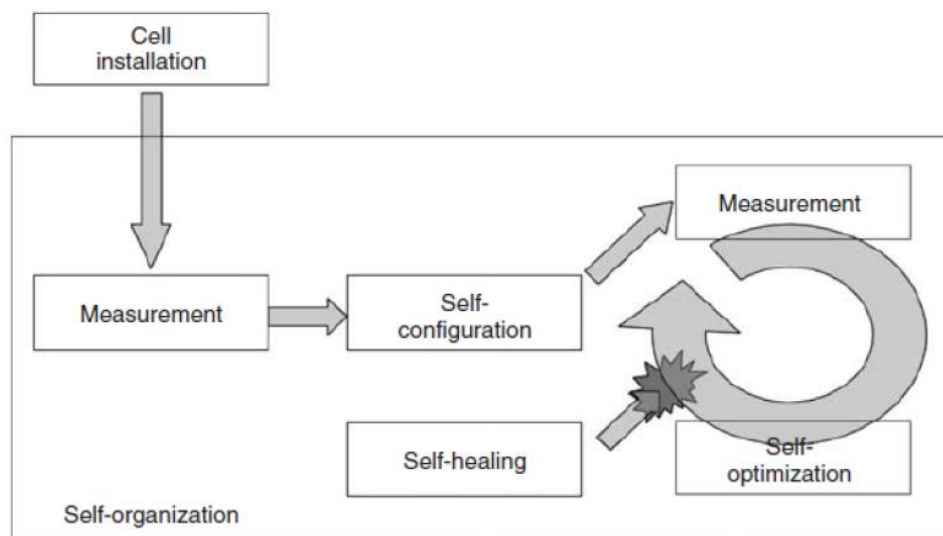 Cell
installation
Measurement
Measurement
Self-
configuration
Self-healing
Self-
optimization
Self-organization